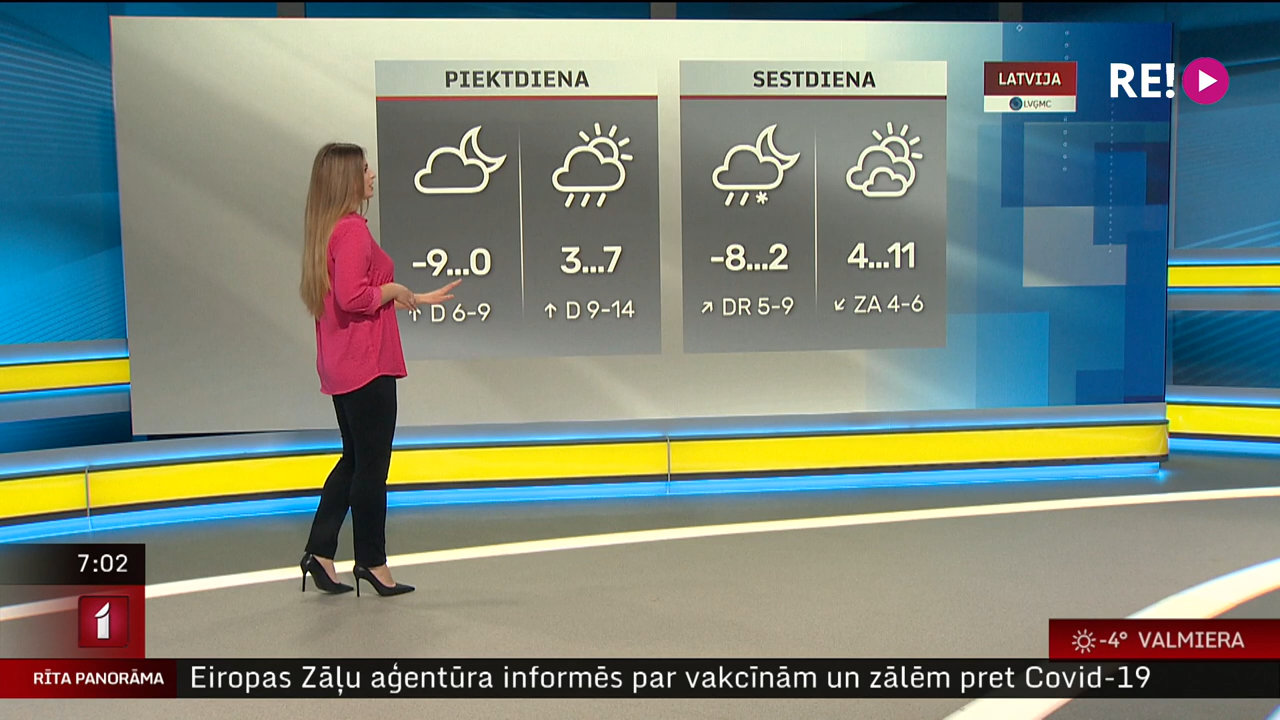 PIEKTDIENA
-9...0
3...7
↑ D 6-9
↑ D 9-14
SESTDIENA
-8...2
4...11
↗ DR 5-9
↙ ZA 4-6
LATVIJA
LVĢMC
RE!
7:02
1
-4° VALMIERA
RĪTA PANORĀMA
Eiropas Zāļu aģentūra informēs par vakcīnām un zālēm pret Covid-19